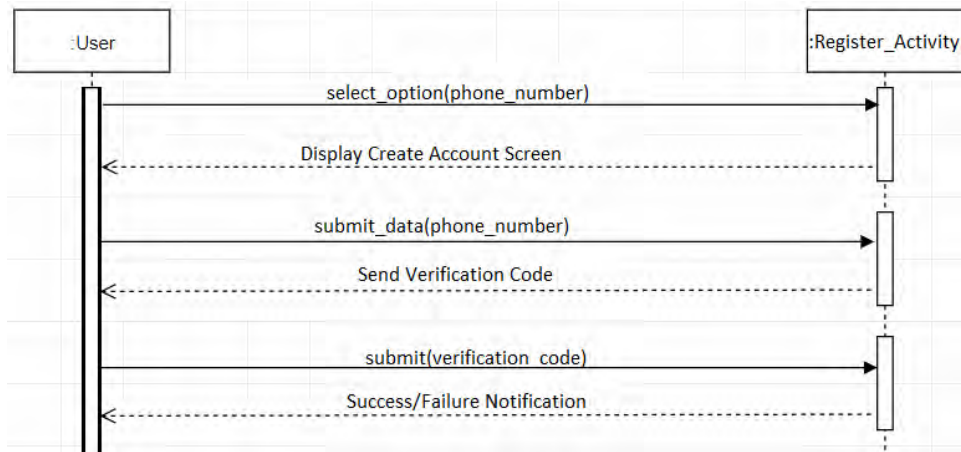 :User
:Register_Activity
select_option(phone_number)
Display Create Account Screen
submit_data(phone_number)
Send Verification Code
submit(verification_code)
Success/Failure Notification